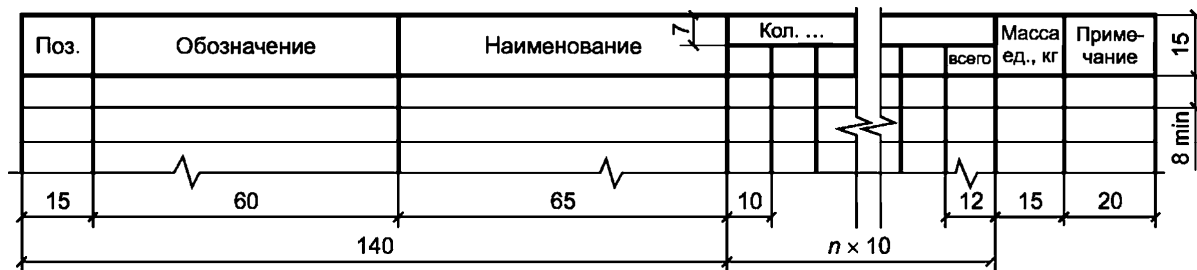 Поз.
Обозначение
Наименование
7
Кол. ...
всего
Масса
ед., кг
Приме-
чание
15
8 min
15
60
65
10
12
15
20
140
n × 10